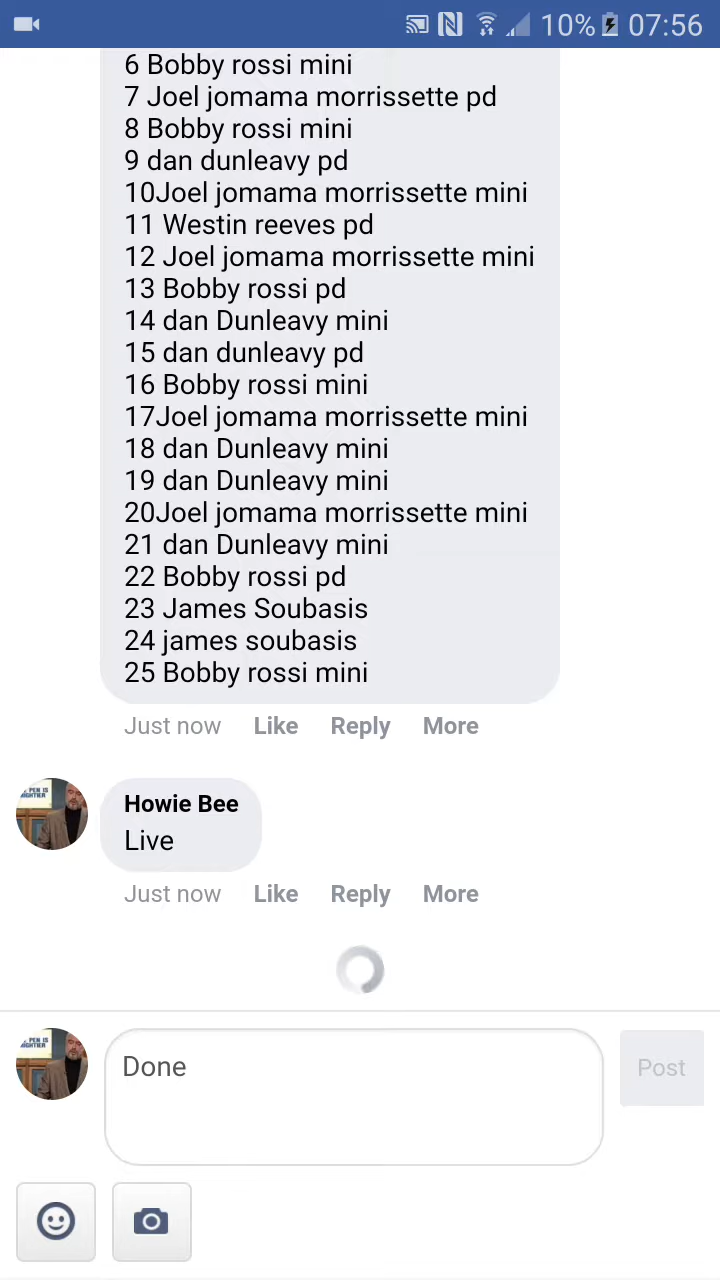 10% 07:56
6 Bobby rossi mini
7 Joel jomama morrissette pd
8 Bobby rossi mini
9 dan dunleavy pd
10Joel jomama morrissette mini
11 Westin reeves pd
12 Joel jomama morrissette mini
13 Bobby rossi pd
14 dan Dunleavy mini
15 dan dunleavy pd
16 Bobby rossi mini
17Joel jomama morrissette mini
18 dan Dunleavy mini
19 dan Dunleavy mini
20Joel jomama morrissette mini
21 dan Dunleavy mini
22 Bobby rossi pd
23 James Soubasis
24 james soubasis
25 Bobby rossi mini
Just now Like Reply More
PEN IS
Howie Bee
Live
Just now Like Reply More
PEN IS
Done
Post